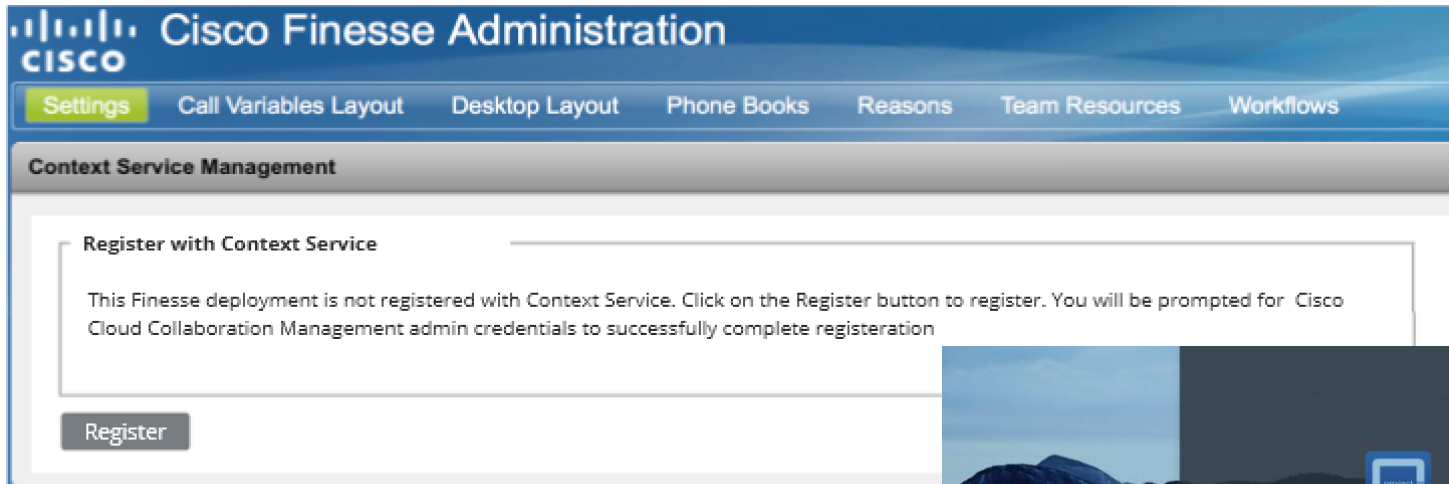 Cisco Finesse Administration
CISCO
Settings Call Variables Layout Desktop Layout Phone Books Reasons Team Resources Workflows
Context Service Management
Register with Context Service
This Finesse deployment is not registered with Context Service. Click on the Register button to register. You will be prompted for Cisco
Cloud Collaboration Management admin credentials to successfully complete registeration
Register